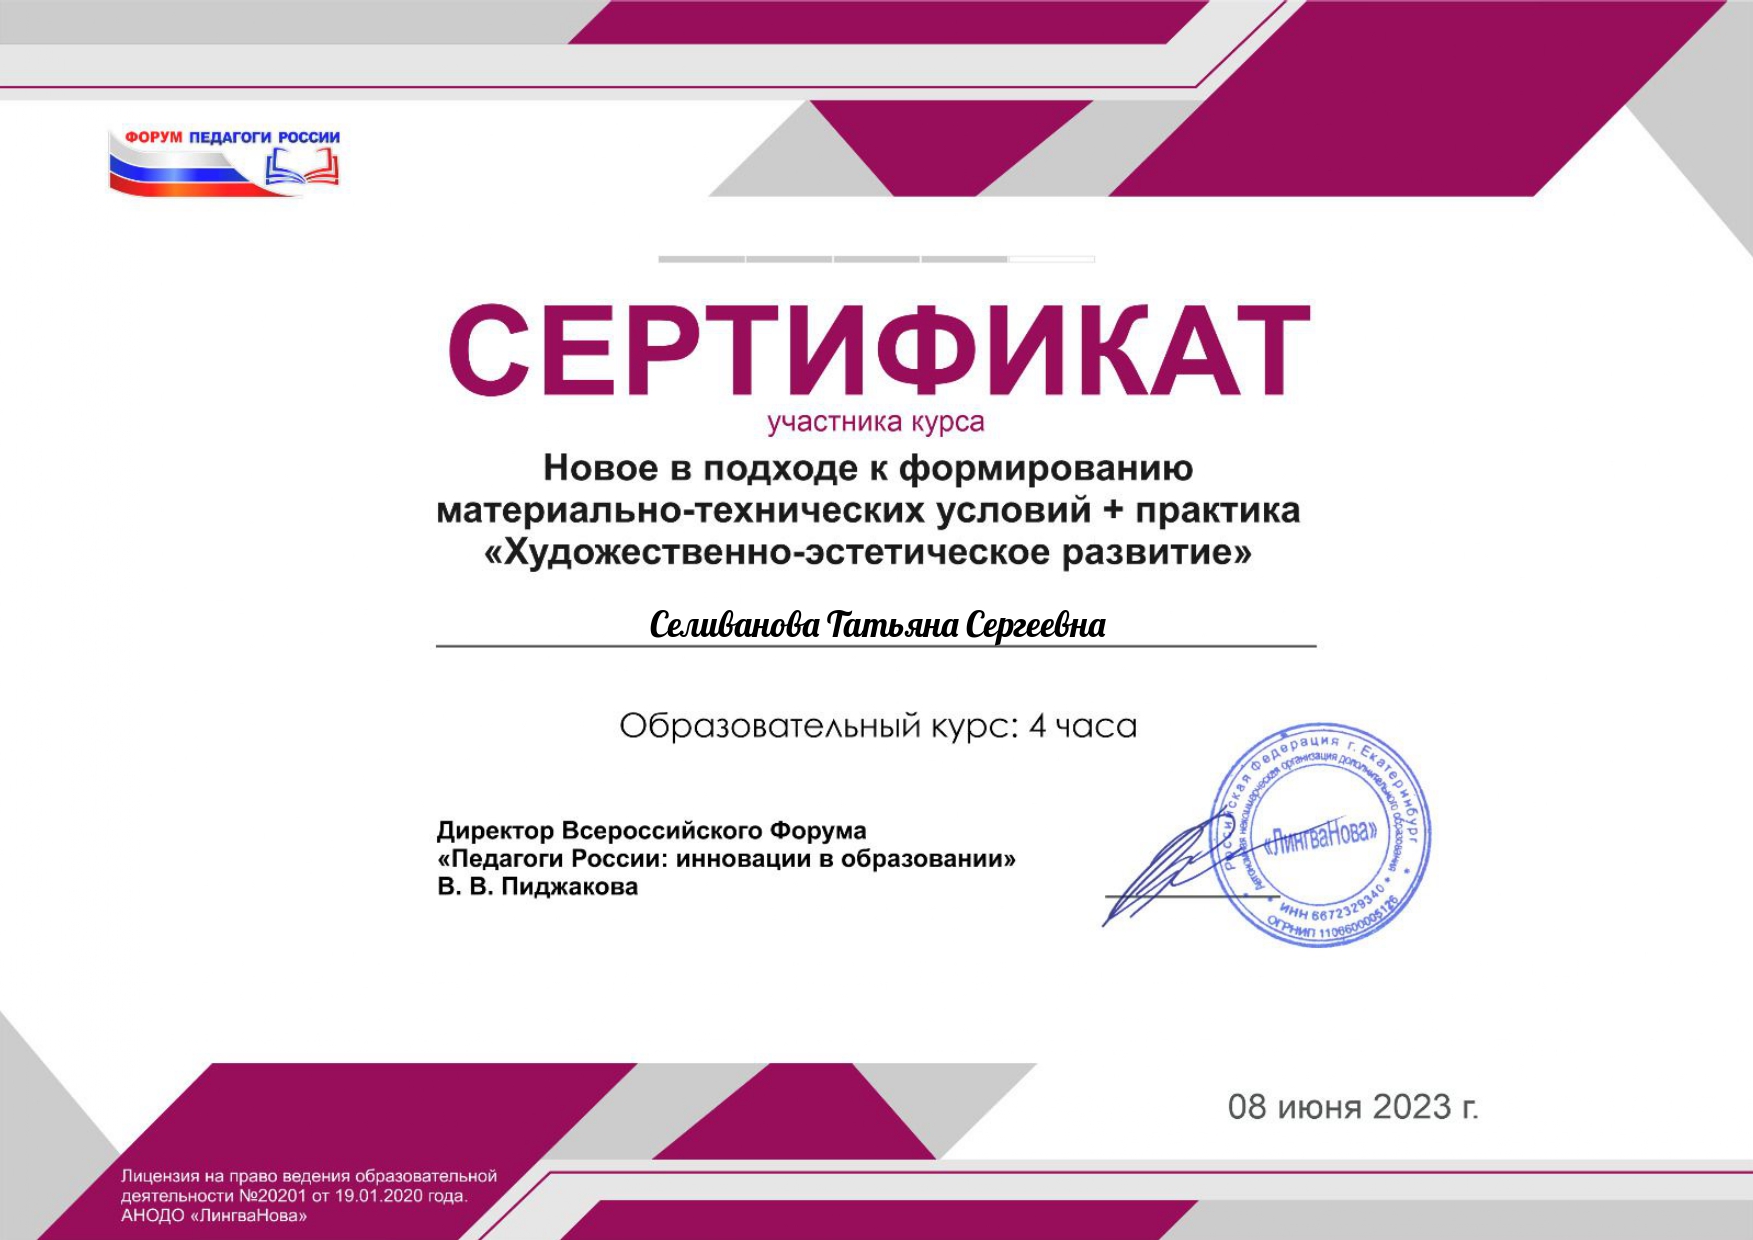 ФОРУМ ПЕДАГОГИ РОССИИ
СЕРТИФИКАТ
участника курса
Новое в подходе к формированию
материально-технических условий + практика
«Художественно-эстетическое развитие»
Селиванова Татьяна Сергеевна
Образовательный курс: 4 часа
Директор Всероссийского Форума
«Педагоги России: инновации в образовании»
В. В. Пиджакова
Российская Федерация г. Екатеринбург
Автономная некоммерческая организация дополнительного образования
«ЛингваНова»
ИНН 6672329340
ОГРНИП 1106600005126
08 июня 2023 г.
Лицензия на право ведения образовательной
деятельности №20201 от 19.01.2020 года.
АНОДО «ЛингваНова»